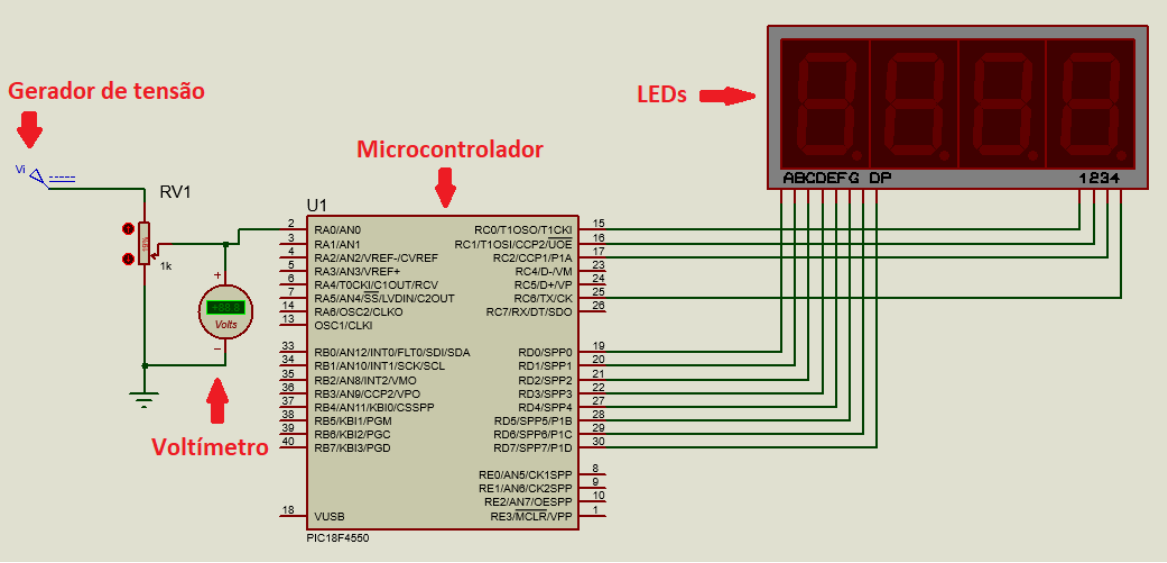 Gerador de tensão
LEDs
Microcontrolador
Voltímetro
Vi
RV1
1k
+
Volts
−
U1
2 RA0/AN0
3 RA1/AN1
4 RA2/AN2/VREF-/CVREF
5 RA3/AN3/VREF+
6 RA4/T0CKI/C1OUT/RCV
7 RA5/AN4/SS/LVDIN/C2OUT
14 RA6/OSC2/CLKO
13 OSC1/CLKI
33 RB0/AN12/INT0/FLT0/SDI/SDA
34 RB1/AN10/INT1/SCK/SCL
35 RB2/AN8/INT2/VMO
36 RB3/AN9/CCP2/VPO
37 RB4/AN11/KBI0/CSSPP
38 RB5/KBI1/PGM
39 RB6/KBI2/PGC
40 RB7/KBI3/PGD
18 VUSB
RC0/T1OSO/T1CKI 15
RC1/T1OSI/CCP2/UOE 16
RC2/CCP1/P1A 17
RC4/D-/VM 23
RC5/D+/VP 24
RC6/TX/CK 25
RC7/RX/DT/SDO 26
RD0/SPP0 19
RD1/SPP1 20
RD2/SPP2 21
RD3/SPP3 22
RD4/SPP4 27
RD5/SPP5/P1B 28
RD6/SPP6/P1C 29
RD7/SPP7/P1D 30
RE0/AN5/CK1SPP 8
RE1/AN6/CK2SPP 9
RE2/AN7/OESPP 10
RE3/MCLR/VPP 1
PIC18F4550
ABCDEFG DP
1234